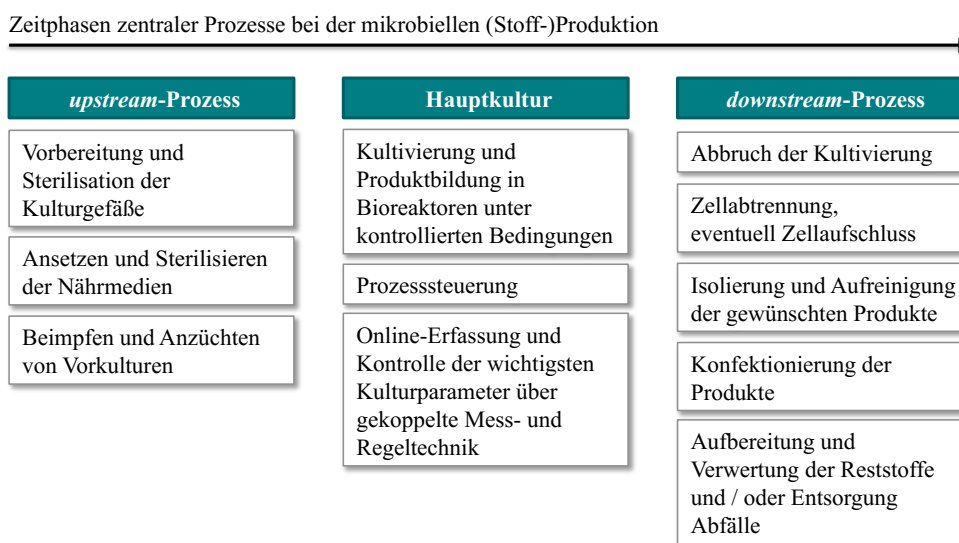 Zeitphasen zentraler Prozesse bei der mikrobiellen (Stoff-)Produktion
upstream-Prozess
Vorbereitung und
Sterilisation der
Kulturgefäße
Ansetzen und Sterilisieren
der Nährmedien
Beimpfen und Anzüchten
von Vorkulturen
Hauptkultur
Kultivierung und
Produktbildung in
Bioreaktoren unter
kontrollierten Bedingungen
Prozesssteuerung
Online-Erfassung und
Kontrolle der wichtigsten
Kulturparameter über
gekoppelte Mess- und
Regeltechnik
downstream-Prozess
Abbruch der Kultivierung
Zellabtrennung,
eventuell Zellaufschluss
Isolierung und Aufreinigung
der gewünschten Produkte
Konfektionierung der
Produkte
Aufbereitung und
Verwertung der Reststoffe
und / oder Entsorgung
Abfälle